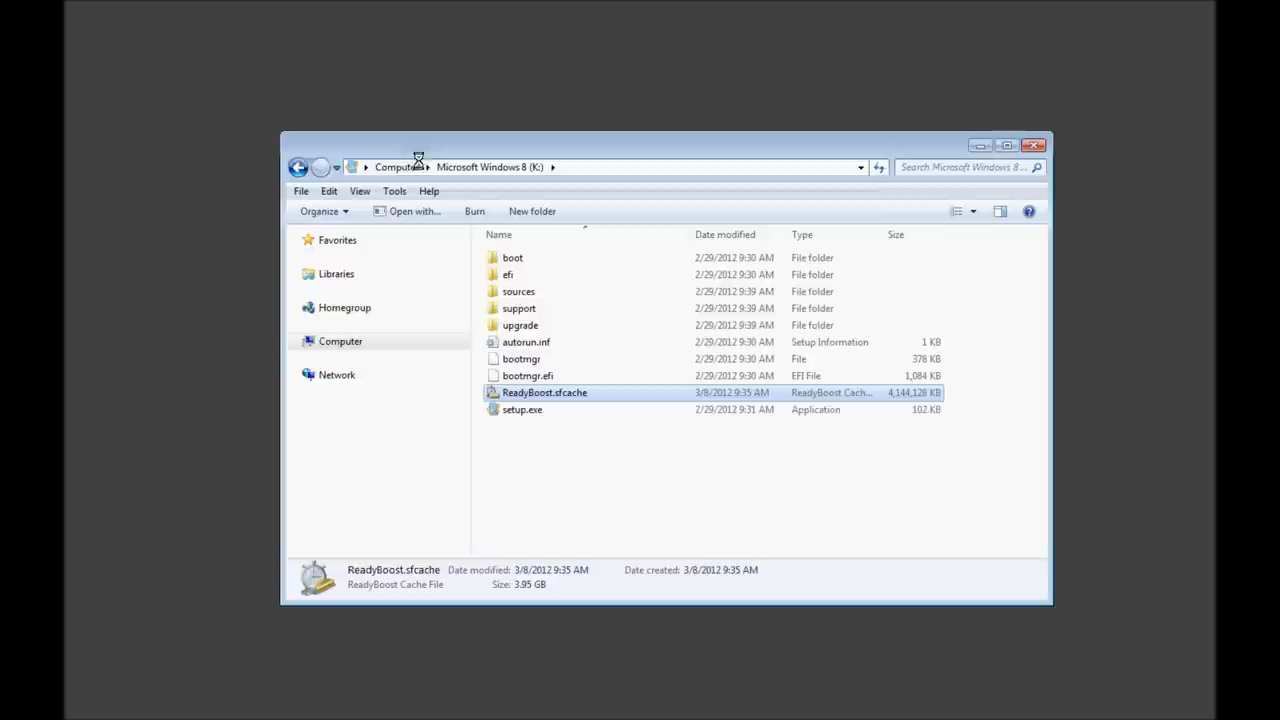 Computer Microsoft Windows 8 (K:) Search Microsoft Windows 8 ...
File Edit View Tools Help
Organize Open with... Burn New folder
Name Date modified Type Size
Favorites
Libraries
Homegroup
Computer
Network
boot 2/29/2012 9:30 AM File folder
efi 2/29/2012 9:30 AM File folder
sources 2/29/2012 9:39 AM File folder
support 2/29/2012 9:39 AM File folder
upgrade 2/29/2012 9:39 AM File folder
autorun.inf 2/29/2012 9:30 AM Setup Information 1 KB
bootmgr 2/29/2012 9:30 AM File 378 KB
bootmgr.efi 2/29/2012 9:30 AM EFI File 1,084 KB
ReadyBoost.sfcache 3/8/2012 9:35 AM ReadyBoost Cach... 4,144,128 KB
setup.exe 2/29/2012 9:31 AM Application 102 KB
ReadyBoost.sfcache Date modified: 3/8/2012 9:35 AM Date created: 3/8/2012 9:35 AM
ReadyBoost Cache File Size: 3.95 GB